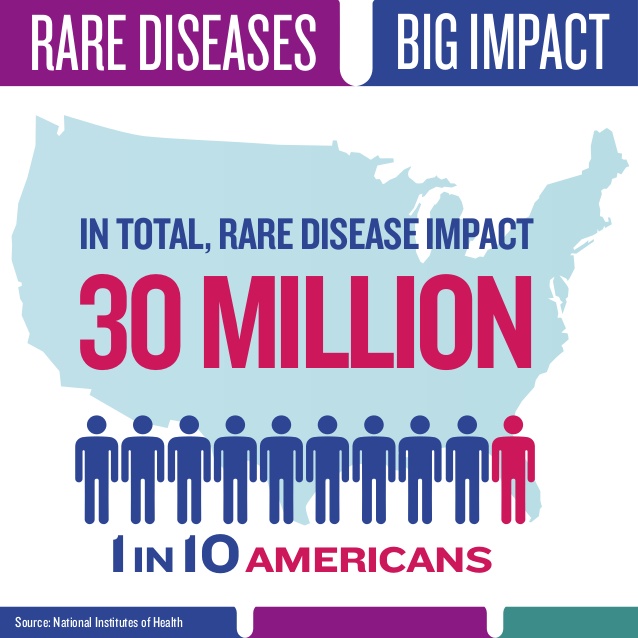 RARE DISEASES BIG IMPACT
IN TOTAL, RARE DISEASE IMPACT
30 MILLION
1 IN 10 AMERICANS
Source: National Institutes of Health